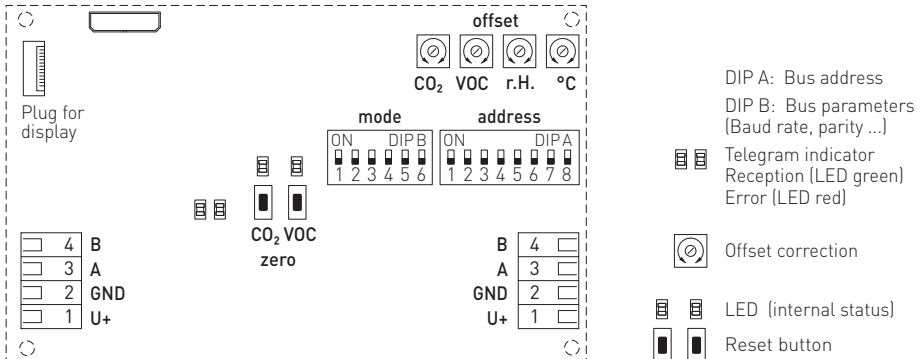 offset
CO₂ VOC r.H. °C
Plug for
display
mode address
ON DIP B ON DIP A
1 2 3 4 5 6 1 2 3 4 5 6 7 8
CO₂ VOC
zero
4 B
3 A
2 GND
1 U+
B 4
A 3
GND 2
U+ 1
DIP A: Bus address
DIP B: Bus parameters
(Baud rate, parity ...)
Telegram indicator
Reception (LED green)
Error (LED red)
Offset correction
LED (internal status)
Reset button